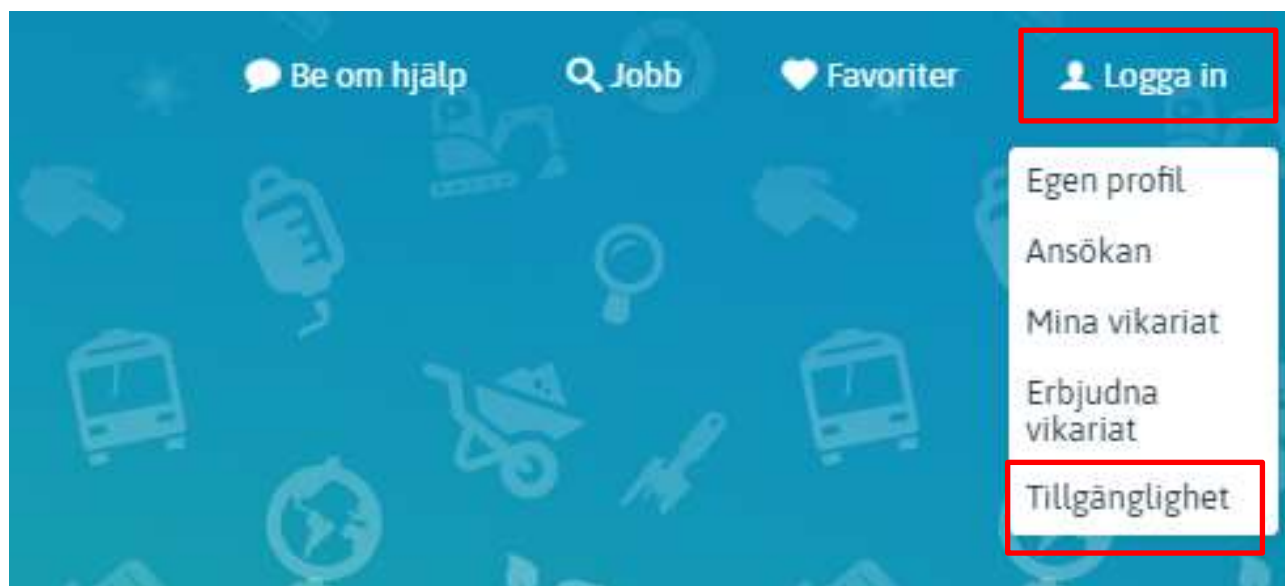 Be om hjälp Jobb Favoriter Logga in
Egen profil
Ansökan
Mina vikariat
Erbjudna
vikariat
Tillgänglighet